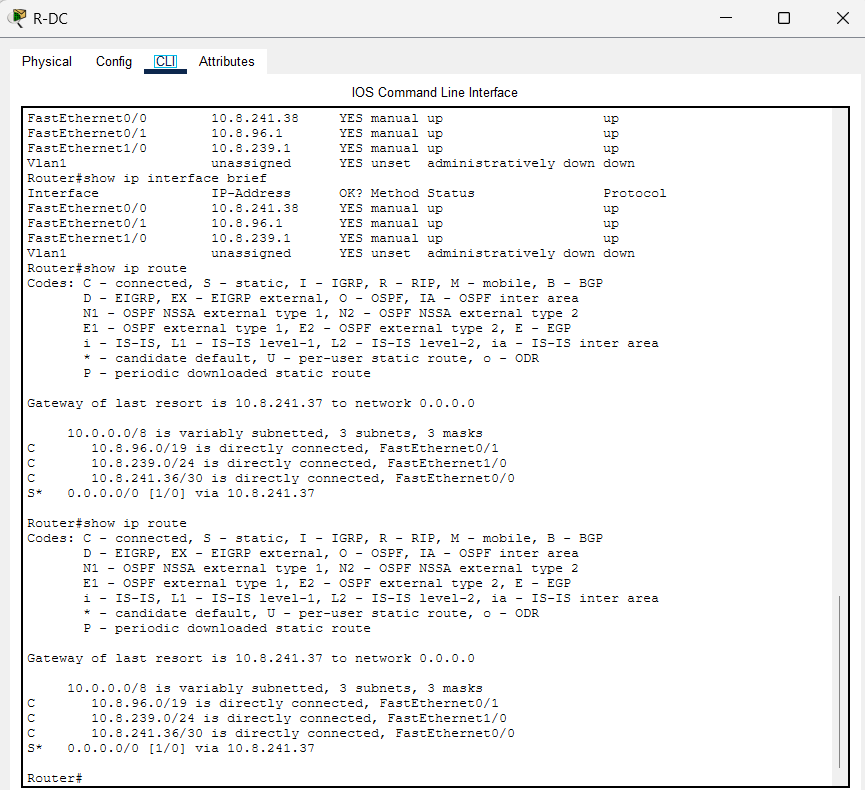 R-DC
Physical Config CLI Attributes
IOS Command Line Interface
FastEthernet0/0        10.8.241.38     YES manual up                    up
FastEthernet0/1        10.8.96.1       YES manual up                    up
FastEthernet1/0        10.8.239.1      YES manual up                    up
Vlan1                  unassigned      YES unset  administratively down down
Router#show ip interface brief
Interface              IP-Address      OK? Method Status                Protocol
FastEthernet0/0        10.8.241.38     YES manual up                    up
FastEthernet0/1        10.8.96.1       YES manual up                    up
FastEthernet1/0        10.8.239.1      YES manual up                    up
Vlan1                  unassigned      YES unset  administratively down down
Router#show ip route
Codes: C - connected, S - static, I - IGRP, R - RIP, M - mobile, B - BGP
       D - EIGRP, EX - EIGRP external, O - OSPF, IA - OSPF inter area
       N1 - OSPF NSSA external type 1, N2 - OSPF NSSA external type 2
       E1 - OSPF external type 1, E2 - OSPF external type 2, E - EGP
       i - IS-IS, L1 - IS-IS level-1, L2 - IS-IS level-2, ia - IS-IS inter area
       * - candidate default, U - per-user static route, o - ODR
       P - periodic downloaded static route
Gateway of last resort is 10.8.241.37 to network 0.0.0.0
     10.0.0.0/8 is variably subnetted, 3 subnets, 3 masks
C       10.8.96.0/19 is directly connected, FastEthernet0/1
C       10.8.239.0/24 is directly connected, FastEthernet1/0
C       10.8.241.36/30 is directly connected, FastEthernet0/0
S*   0.0.0.0/0 [1/0] via 10.8.241.37
Router#show ip route
Codes: C - connected, S - static, I - IGRP, R - RIP, M - mobile, B - BGP
       D - EIGRP, EX - EIGRP external, O - OSPF, IA - OSPF inter area
       N1 - OSPF NSSA external type 1, N2 - OSPF NSSA external type 2
       E1 - OSPF external type 1, E2 - OSPF external type 2, E - EGP
       i - IS-IS, L1 - IS-IS level-1, L2 - IS-IS level-2, ia - IS-IS inter area
       * - candidate default, U - per-user static route, o - ODR
       P - periodic downloaded static route
Gateway of last resort is 10.8.241.37 to network 0.0.0.0
     10.0.0.0/8 is variably subnetted, 3 subnets, 3 masks
C       10.8.96.0/19 is directly connected, FastEthernet0/1
C       10.8.239.0/24 is directly connected, FastEthernet1/0
C       10.8.241.36/30 is directly connected, FastEthernet0/0
S*   0.0.0.0/0 [1/0] via 10.8.241.37
Router#